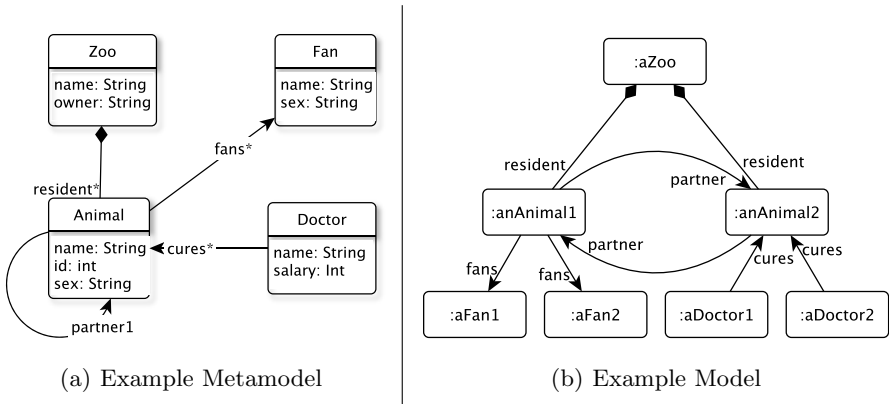 Zoo
name: String
owner: String
Fan
name: String
sex: String
fans*
resident*
Animal
name: String
id: int
sex: String
partner1
cures*
Doctor
name: String
salary: Int
(a) Example Metamodel
:aZoo
resident
resident
partner
:anAnimal1
:anAnimal2
partner
fans
fans
cures
cures
:aFan1
:aFan2
:aDoctor1
:aDoctor2
(b) Example Model